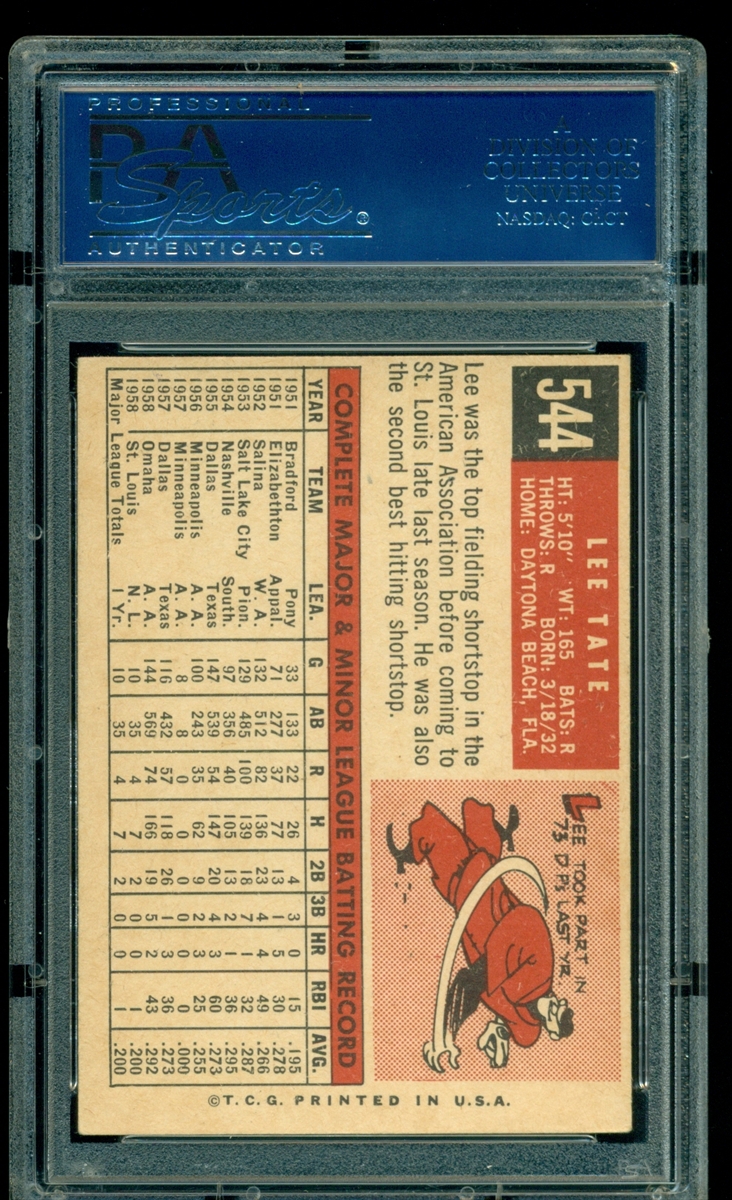 PROFESSIONAL
PSA
Sports®
AUTHENTICATOR
A
DIVISION OF
COLLECTORS
UNIVERSE
NASDAQ: CLCT
544
LEE TATE
HT: 5'10" WT: 165 BATS: R
THROWS: R BORN: 3/18/32
HOME: DAYTONA BEACH, FLA.
Lee was the top fielding shortstop in the
American Association before coming to
St. Louis late last season. He was also
the second best hitting shortstop.
LEE TOOK PART IN
73 D.P.'s LAST YR.
COMPLETE MAJOR & MINOR LEAGUE BATTING RECORD
YEAR TEAM LEA. G AB R H 2B 3B HR RBI AVG.
1951 Bradford Pony 33 133 22 26 4 3 0 15 .195
1951 Elizabethton Appal. 71 277 37 77 13 1 5 30 .278
1952 Salina W. A. 132 512 82 136 23 4 4 49 .266
1953 Salt Lake City Pion. 129 485 100 139 18 7 1 32 .287
1954 Nashville South. 97 356 40 105 13 2 1 36 .295
1955 Dallas Texas 147 539 54 147 20 4 3 60 .273
1956 Minneapolis A. A. 100 243 35 62 9 2 3 25 .255
1957 Minneapolis A. A. 8 8 0 0 0 0 0 0 .000
1957 Dallas Texas 116 432 57 118 26 1 3 36 .273
1958 Omaha A. A. 144 569 74 166 19 5 2 43 .292
1958 St. Louis N. L. 10 35 4 7 2 0 0 1 .200
Major League Totals 1 Yr. 10 35 4 7 2 0 0 1 .200
© T. C. G. PRINTED IN U.S.A.